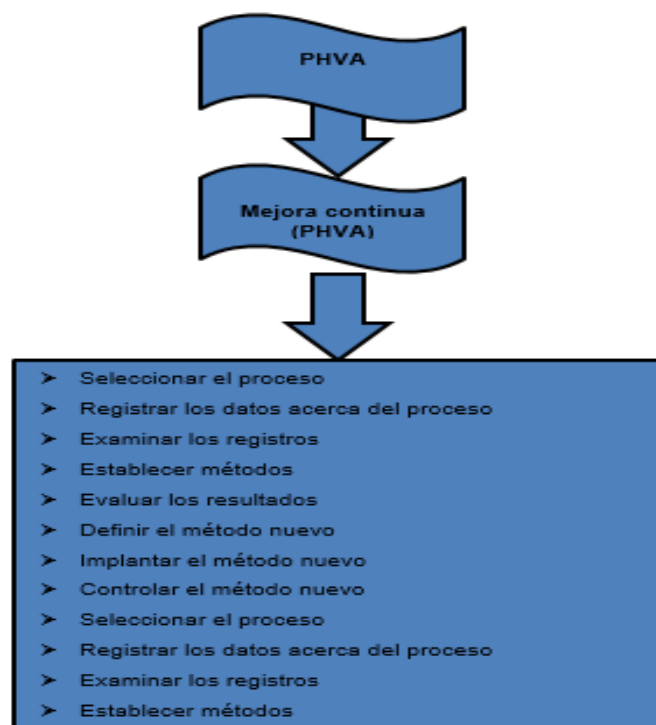 PHVA
Mejora continua
(PHVA)
➤ Seleccionar el proceso
➤ Registrar los datos acerca del proceso
➤ Examinar los registros
➤ Establecer métodos
➤ Evaluar los resultados
➤ Definir el método nuevo
➤ Implantar el método nuevo
➤ Controlar el método nuevo
➤ Seleccionar el proceso
➤ Registrar los datos acerca del proceso
➤ Examinar los registros
➤ Establecer métodos